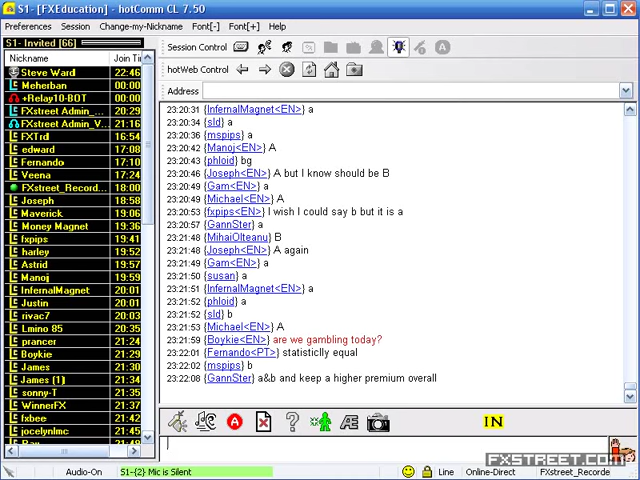 S1- [FXEducation] - hotComm CL 7.50
Preferences Session Change-my-Nickname Font[-] Font[+] Help
S1- Invited [66]
Nickname Join Ti
Steve Ward 22:46
Meherban 00:00
+Relay10-BOT 00:00
FXstreet Admin_... 20:29
FXstreet Admin_V... 21:16
FXTrd 16:54
edward 17:08
Fernando 17:10
Veena 17:24
FXstreet_Recorde... 18:00
Joseph 18:58
Maverick 19:06
Money Magnet 19:36
fxpips 19:41
harley 19:52
Astrid 19:53
Manoj 19:59
InfernalMagnet 20:01
Justin 20:01
rivac7 20:03
Lmino 85 20:35
prancer 21:24
Boykie 21:29
James 21:30
James (1) 21:34
sonny-T 21:35
WinnerFX 21:37
fxbee 21:42
jocelynlmc 21:45
Session Control
hotWeb Control
Address
23:20:31 {InfernalMagnet<EN>} a
23:20:34 {sld} a
23:20:36 {mspips} a
23:20:42 {Manoj<EN>} A
23:20:43 {phloid} bg
23:20:49 {Joseph<EN>} A but I know should be B
23:20:49 {Gam<EN>} a
23:20:49 {Michael<EN>} A
23:20:53 {fxpips<EN>} I wish I could say b but it is a
23:20:57 {GannSter} a
23:21:48 {MihaiOlteanu} B
23:21:48 {Joseph<EN>} A again
23:21:49 {Gam<EN>} a
23:21:50 {susan} a
23:21:51 {InfernalMagnet<EN>} a
23:21:52 {phloid} a
23:21:52 {sld} b
23:21:53 {Michael<EN>} A
23:21:59 {Boykie<EN>} are we gambling today?
23:22:01 {Fernando<PT>} statisticlly equal
23:22:02 {mspips} b
23:22:08 {GannSter} a&b and keep a higher premium overall
IN
Audio-On S1-{2} Mic is Silent Line Online-Direct FXstreet_Recorde
FXSTREET.COM